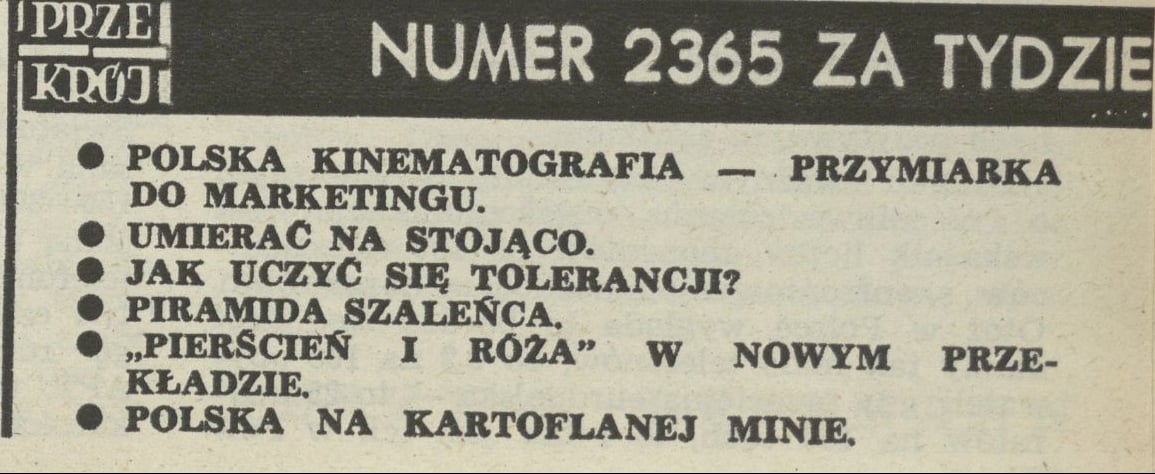 PRZE
KRÓJ
NUMER 2365 ZA TYDZIE
● POLSKA KINEMATOGRAFIA — PRZYMIARKA
DO MARKETINGU.
● UMIERAĆ NA STOJĄCO.
● JAK UCZYĆ SIĘ TOLERANCJI?
● PIRAMIDA SZALEŃCA.
● „PIERŚCIEŃ I RÓŻA” W NOWYM PRZE-
KŁADZIE.
● POLSKA NA KARTOFLANEJ MINIE.